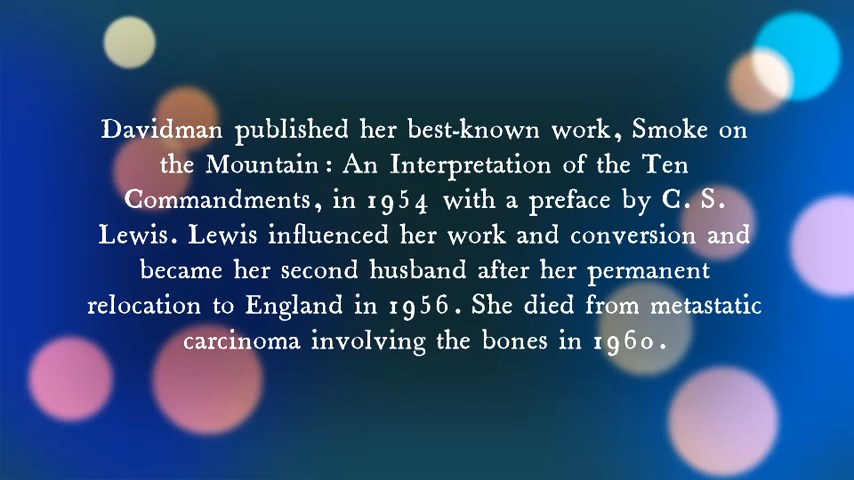 Davidman published her best-known work, Smoke on
the Mountain: An Interpretation of the Ten
Commandments, in 1954 with a preface by C. S.
Lewis. Lewis influenced her work and conversion and
became her second husband after her permanent
relocation to England in 1956. She died from metastatic
carcinoma involving the bones in 1960.